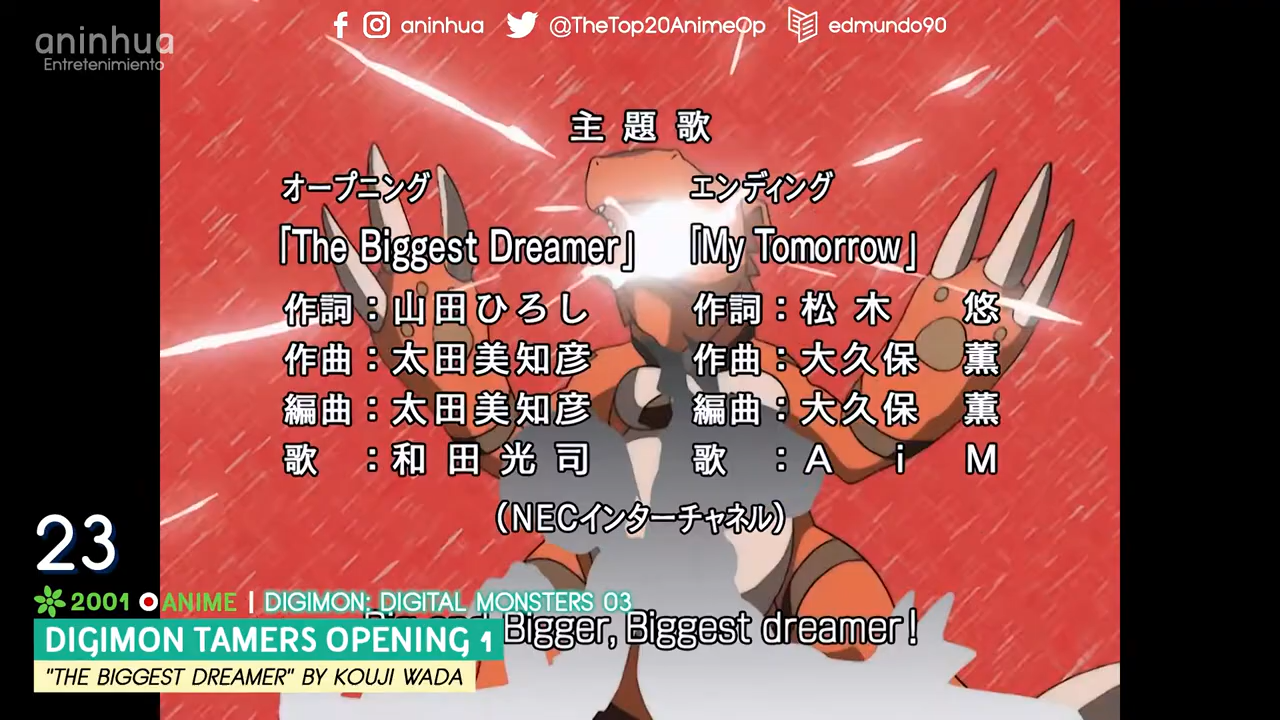 aninhua @TheTop20AnimeOp edmundo90
aninhua
Entretenimiento
主題歌
オープニング
「The Biggest Dreamer」
作詞：山田ひろし
作曲：太田美知彦
編曲：太田美知彦
歌　：和田光司
エンディング
「My Tomorrow」
作詞：松木　悠
作曲：大久保　薫
編曲：大久保　薫
歌　：AiM
（NECインターチャネル）
23
2001 ANIME | DIGIMON: DIGITAL MONSTERS 03
Big and Bigger, Biggest dreamer!
DIGIMON TAMERS OPENING 1
"THE BIGGEST DREAMER" BY KOUJI WADA